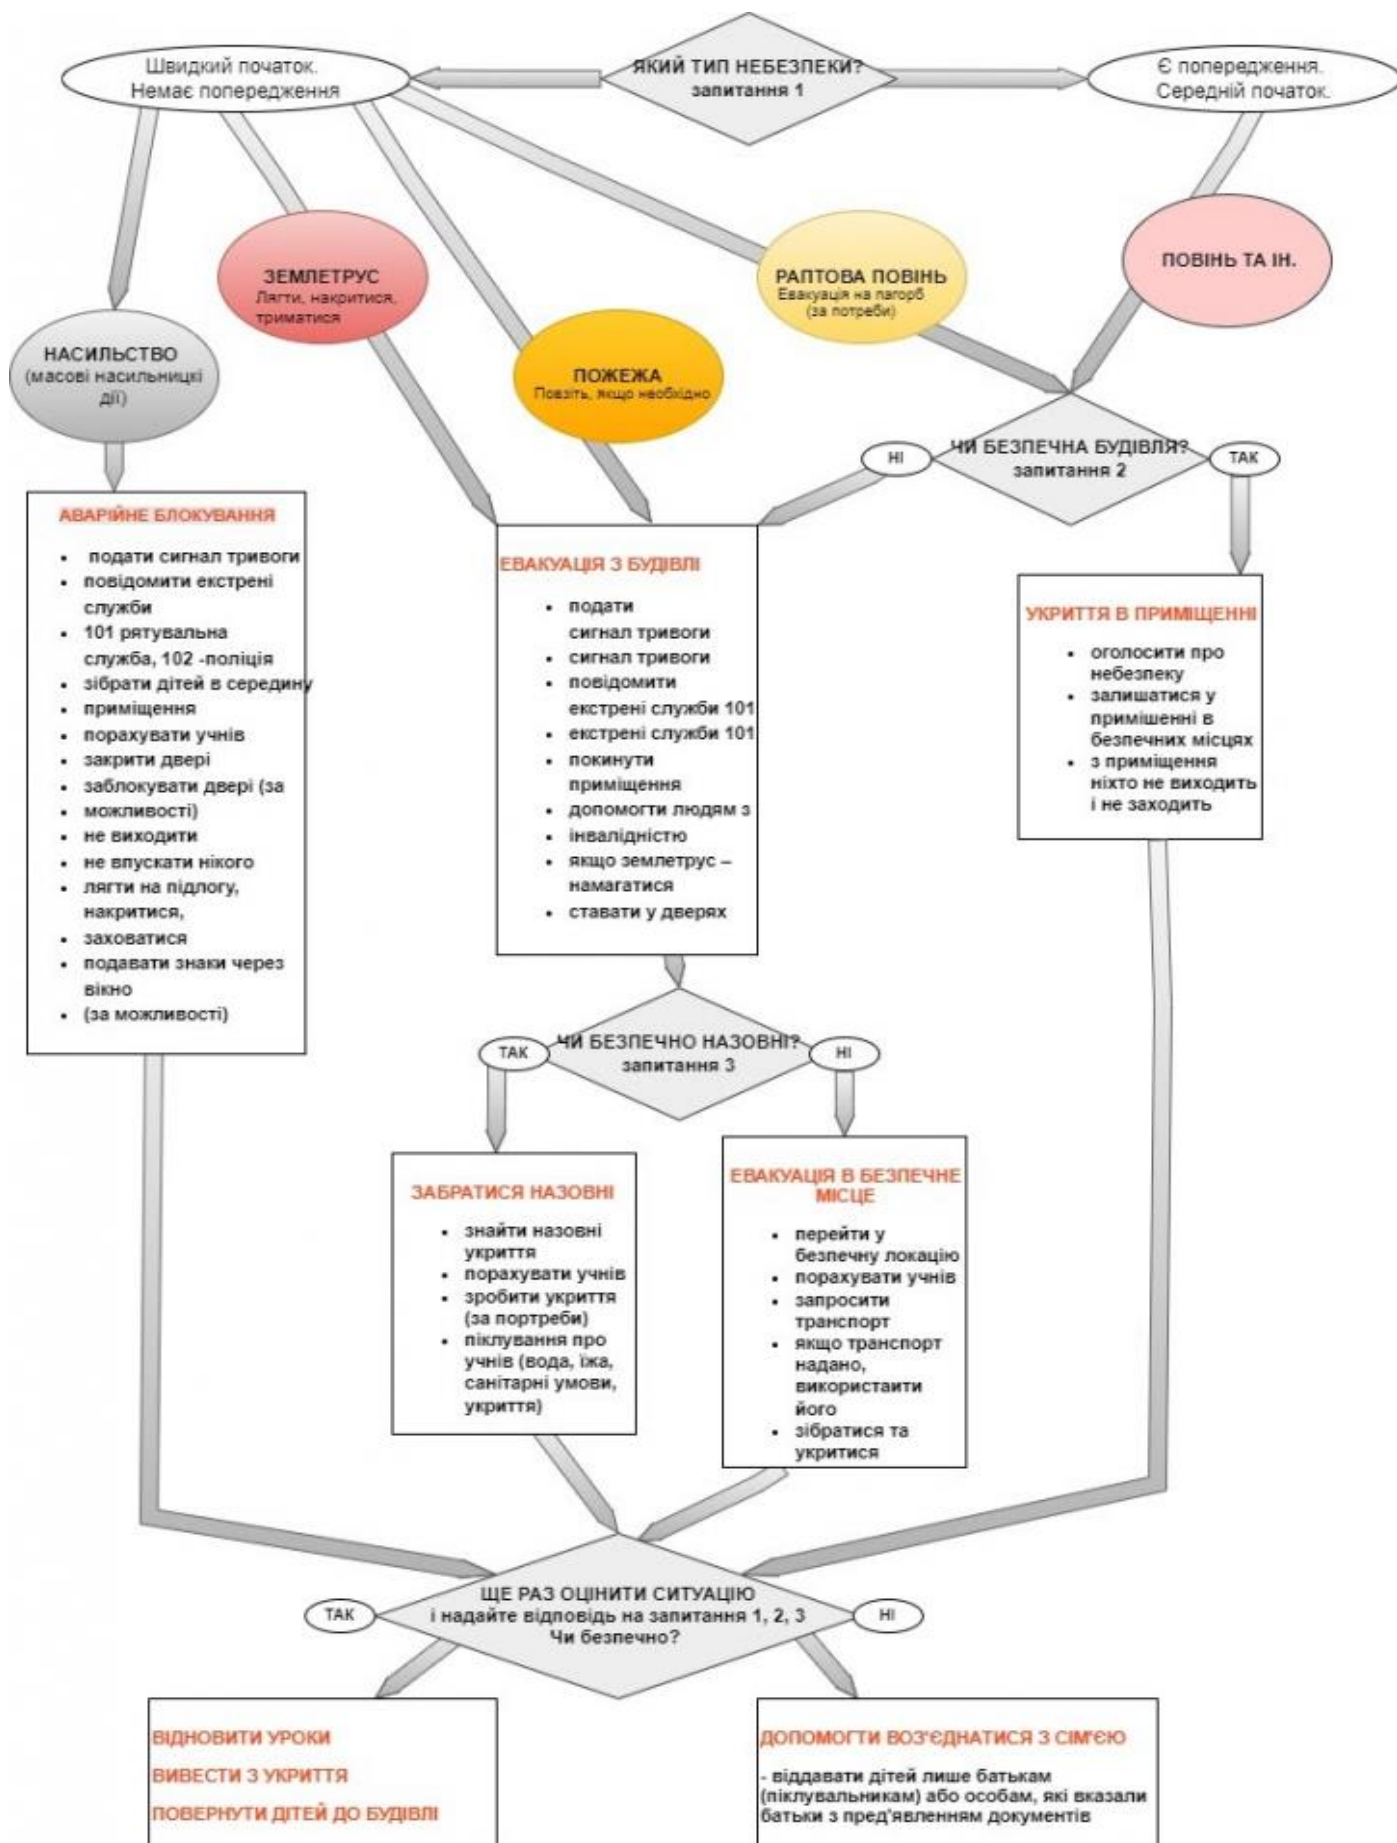 ЯКИЙ ТИП НЕБЕЗПЕКИ?
запитання 1
Швидкий початок.
Немає попередження
Є попередження.
Середній початок.
ЗЕМЛЕТРУС
Лягти, накритися,
триматися
РАПТОВА ПОВІНЬ
Евакуація на пагорб
(за потреби)
ПОВІНЬ ТА ІН.
НАСИЛЬСТВО
(масові насильницкі
дії)
ПОЖЕЖА
Повзіть, якщо необхідно
ЧИ БЕЗПЕЧНА БУДІВЛЯ?
запитання 2
НІ
ТАК
АВАРІЙНЕ БЛОКУВАННЯ
• подати сигнал тривоги
• повідомити екстрені
служби
• 101 рятувальна
служба, 102 -поліція
• зібрати дітей в середину
• приміщення
• порахувати учнів
• закрити двері
• заблокувати двері (за
• можливості)
• не виходити
• не впускати нікого
• лягти на підлогу,
накритися,
• заховатися
• подавати знаки через
вікно
• (за можливості)
ЕВАКУАЦІЯ З БУДІВЛІ
• подати
сигнал тривоги
• сигнал тривоги
• повідомити
екстрені служби 101
• екстрені служби 101
• покинути
приміщення
• допомогти людям з
• інвалідністю
• якщо землетрус –
намагатися
• ставати у дверях
УКРИТТЯ В ПРИМІЩЕННІ
• оголосити про
небезпеку
• залишатися у
примішенні в
безпечних місцях
• з приміщення
ніхто не виходить
і не заходить
ЧИ БЕЗПЕЧНО НАЗОВНІ?
запитання 3
ТАК
НІ
ЗАБРАТИСЯ НАЗОВНІ
• знайти назовні
укриття
• порахувати учнів
• зробити укриття
(за портреби)
• піклування про
учнів (вода, їжа,
санітарні умови,
укриття)
ЕВАКУАЦІЯ В БЕЗПЕЧНЕ
МІСЦЕ
• перейти у
безпечну локацію
• порахувати учнів
• запросити
транспорт
• якщо транспорт
надано,
використаити
його
• зібратися та
укритися
ЩЕ РАЗ ОЦІНИТИ СИТУАЦІЮ
і надайте відповідь на запитання 1, 2, 3
Чи безпечно?
ТАК
НІ
ВІДНОВИТИ УРОКИ
ВИВЕСТИ З УКРИТТЯ
ПОВЕРНУТИ ДІТЕЙ ДО БУДІВЛІ
ДОПОМОГТИ ВОЗ'ЄДНАТИСЯ З СІМ'ЄЮ
- віддавати дітей лише батькам
(піклувальникам) або особам, які вказали
батьки з пред'явленням документів